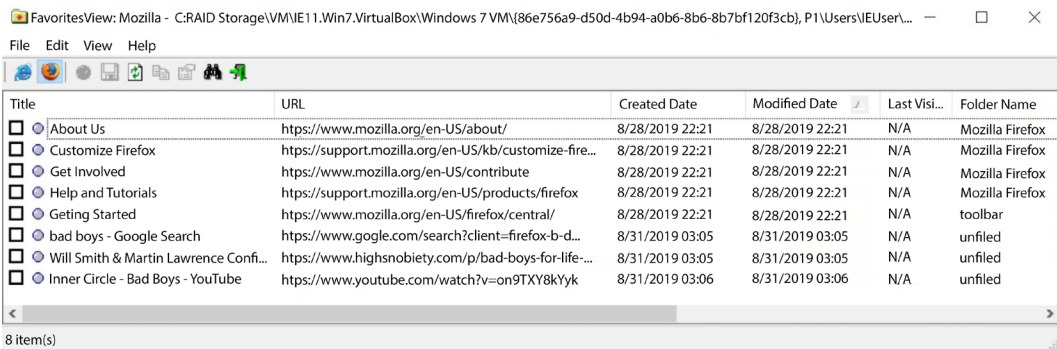 FavoritesView: Mozilla - C:RAID Storage\VM\IE11.Win7.VirtualBox\Windows 7 VM\{86e756a9-d50d-4b94-a0b6-8b6-8b7bf120f3cb}, P1\Users\IEUser\...
File Edit View Help
Title URL Created Date Modified Date Last Visi... Folder Name
About Us htps://www.mozilla.org/en-US/about/ 8/28/2019 22:21 8/28/2019 22:21 N/A Mozilla Firefox
Customize Firefox htps://support.mozilla.org/en-US/kb/customize-fire... 8/28/2019 22:21 8/28/2019 22:21 N/A Mozilla Firefox
Get Involved htps://www.mozilla.org/en-US/contribute 8/28/2019 22:21 8/28/2019 22:21 N/A Mozilla Firefox
Help and Tutorials htps://support.mozilla.org/en-US/products/firefox 8/28/2019 22:21 8/28/2019 22:21 N/A Mozilla Firefox
Geting Started htps://www.mozilla.org/en-US/firefox/central/ 8/28/2019 22:21 8/28/2019 22:21 N/A toolbar
bad boys - Google Search htps://www.gogle.com/search?client=firefox-b-d... 8/31/2019 03:05 8/31/2019 03:05 N/A unfiled
Will Smith & Martin Lawrence Confi... htps://www.highsnobiety.com/p/bad-boys-for-life-... 8/31/2019 03:05 8/31/2019 03:05 N/A unfiled
Inner Circle - Bad Boys - YouTube htps://www.youtube.com/watch?v=on9TXY8kYyk 8/31/2019 03:06 8/31/2019 03:06 N/A unfiled
8 item(s)